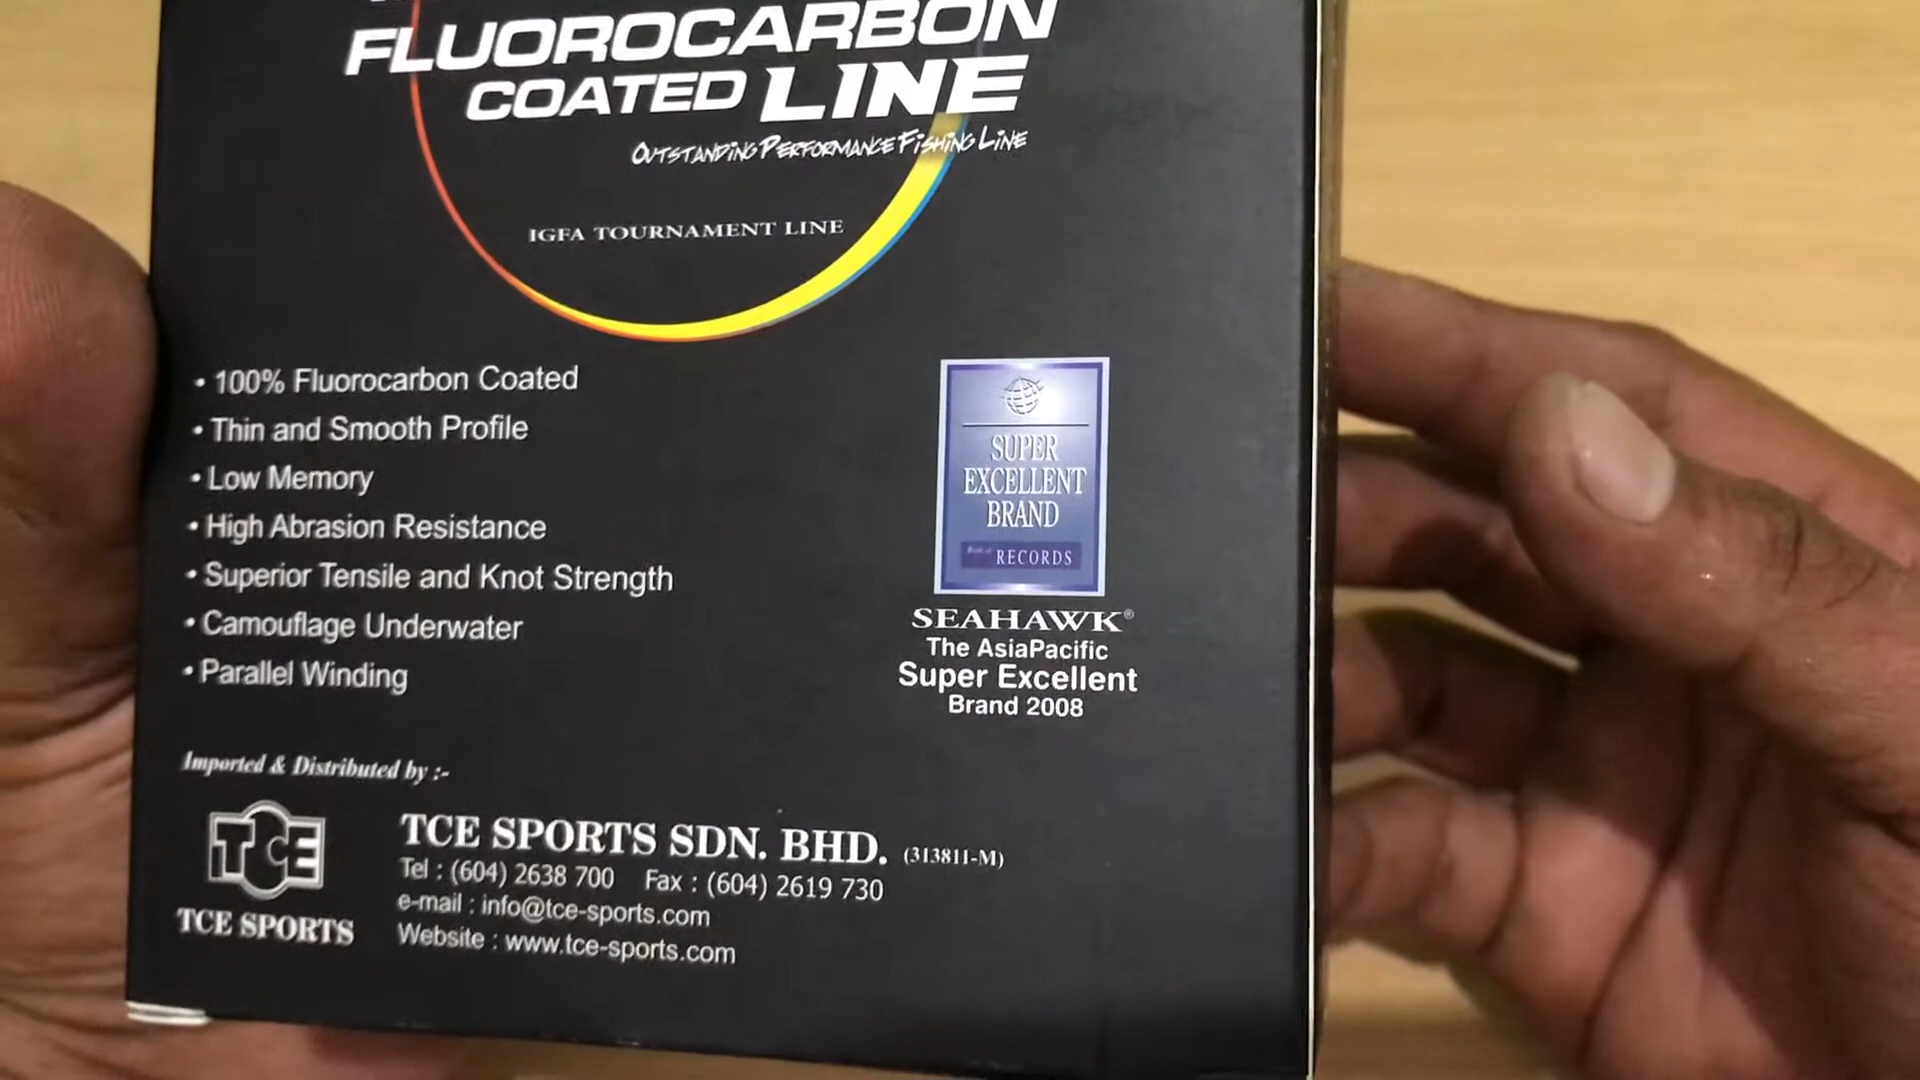 FLUOROCARBON
COATED LINE
OUTSTANDING PERFORMANCE FISHING LINE
IGFA TOURNAMENT LINE
• 100% Fluorocarbon Coated
• Thin and Smooth Profile
• Low Memory
• High Abrasion Resistance
• Superior Tensile and Knot Strength
• Camouflage Underwater
• Parallel Winding
SUPER
EXCELLENT
BRAND
RECORDS
SEAHAWK®
The AsiaPacific
Super Excellent
Brand 2008
Imported & Distributed by :-
TCE
TCE SPORTS
TCE SPORTS SDN. BHD. (313811-M)
Tel : (604) 2638 700 Fax : (604) 2619 730
e-mail : info@tce-sports.com
Website : www.tce-sports.com